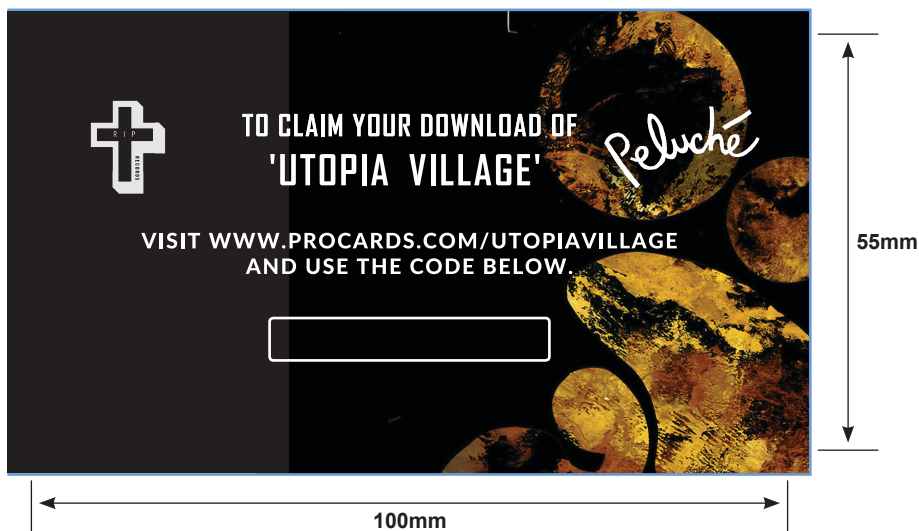 RIP
RECORDS
TO CLAIM YOUR DOWNLOAD OF
'UTOPIA VILLAGE'
Peluché
VISIT WWW.PROCARDS.COM/UTOPIAVILLAGE
AND USE THE CODE BELOW.
55mm
100mm